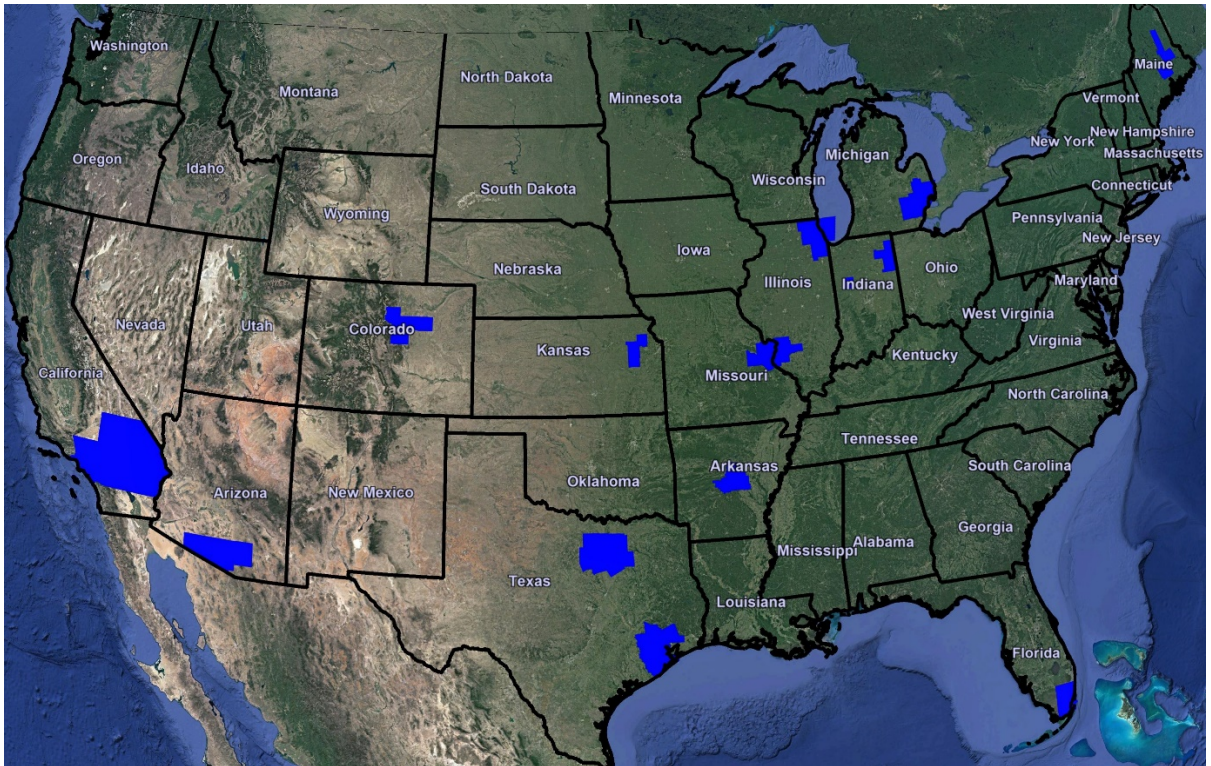 Washington
Montana
North Dakota
Minnesota
Maine
Vermont
New York
New Hampshire
Massachusetts
Connecticut
Oregon
Idaho
Wyoming
South Dakota
Wisconsin
Michigan
Pennsylvania
New Jersey
Iowa
Nebraska
Illinois
Indiana
Ohio
Maryland
West Virginia
Virginia
Nevada
Utah
Colorado
Kansas
Missouri
Kentucky
California
North Carolina
Tennessee
Arizona
New Mexico
Oklahoma
Arkansas
South Carolina
Georgia
Alabama
Mississippi
Texas
Louisiana
Florida